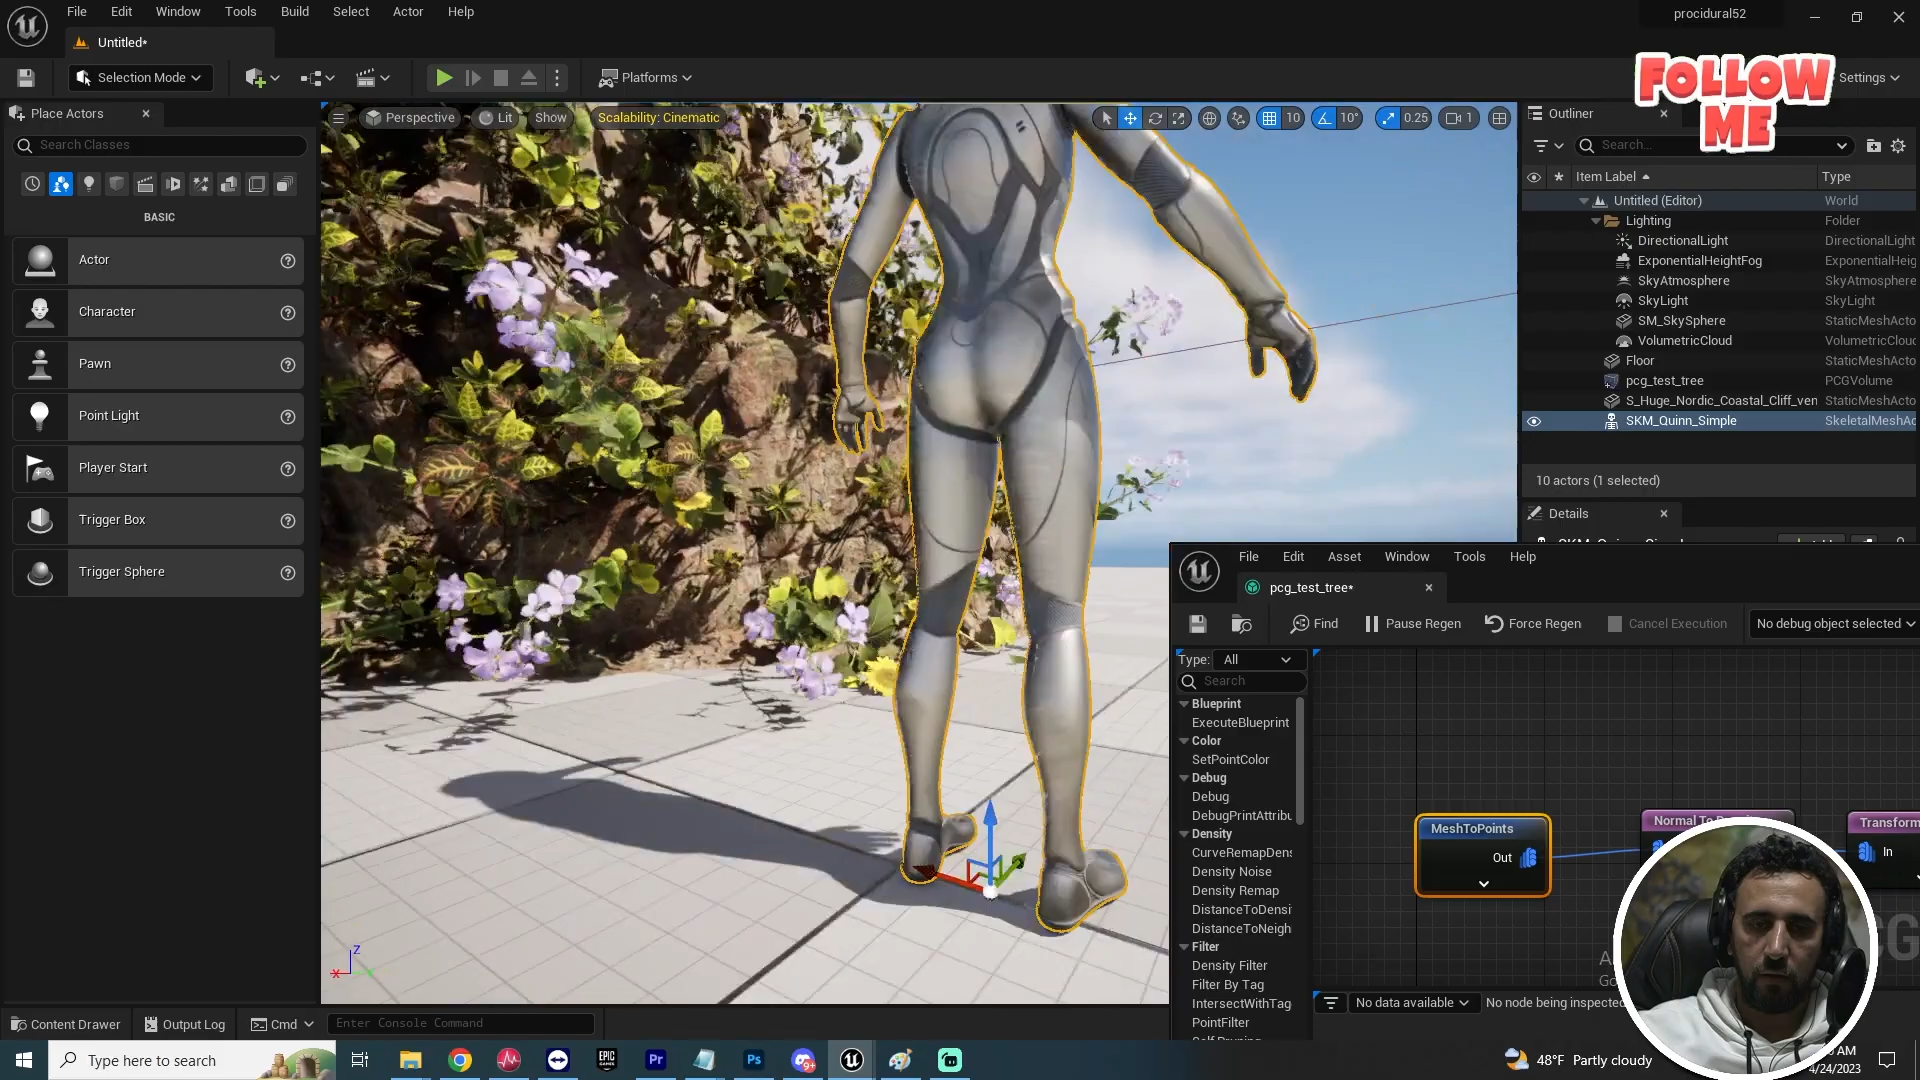 File Edit Window Tools Build Select Actor Help
procidural52
Untitled*
Selection Mode
Platforms
Settings
FOLLOW
ME
Place Actors
Search Classes
BASIC
Actor
Character
Pawn
Point Light
Player Start
Trigger Box
Trigger Sphere
Perspective
Lit
Show
Scalability: Cinematic
10
10°
0.25
1
Outliner
Search...
Item Label
Type
Untitled (Editor) World
Lighting Folder
DirectionalLight DirectionalLight
ExponentialHeightFog ExponentialHeig
SkyAtmosphere SkyAtmosphere
SkyLight SkyLight
SM_SkySphere StaticMeshActo
VolumetricCloud VolumetricClouc
Floor StaticMeshActo
pcg_test_tree PCGVolume
S_Huge_Nordic_Coastal_Cliff_ven StaticMeshActo
SKM_Quinn_Simple SkeletalMeshAc
10 actors (1 selected)
Details
File Edit Asset Window Tools Help
pcg_test_tree*
Find
Pause Regen
Force Regen
Cancel Execution
No debug object selected
Type: All
Search
Blueprint
ExecuteBlueprint
Color
SetPointColor
Debug
Debug
DebugPrintAttribu
Density
CurveRemapDens
Density Noise
Density Remap
DistanceToDensi
DistanceToNeigh
Filter
Density Filter
Filter By Tag
IntersectWithTag
PointFilter
MeshToPoints
Out
Transform
In
No data available
No node being inspected
Z
X
Content Drawer
Output Log
Cmd
Enter Console Command
Type here to search
EPIC
GAMES
Pr
Ps
9+
48°F Partly cloudy
AM
4/24/2023